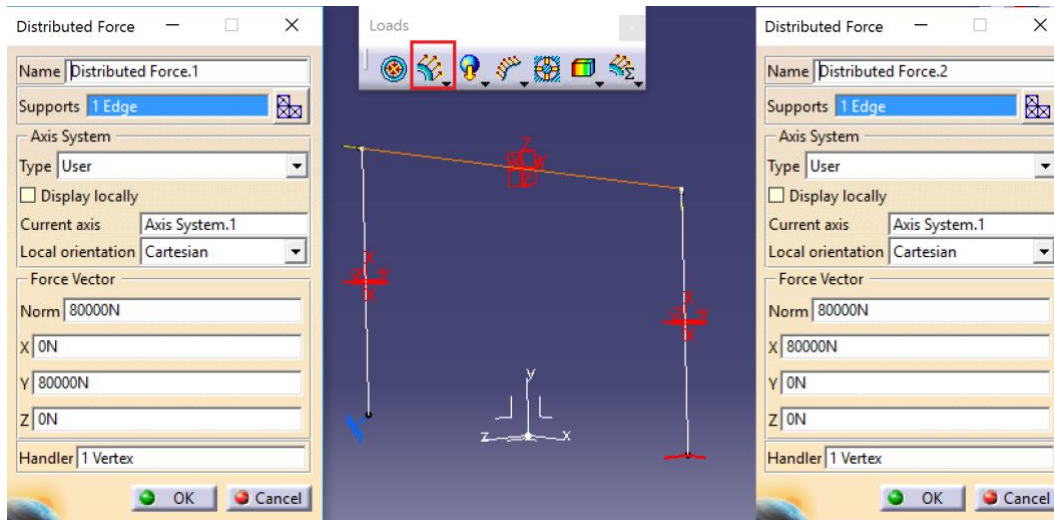 Distributed Force
Name Distributed Force.1
Supports 1 Edge
Axis System
Type User
Display locally
Current axis Axis System.1
Local orientation Cartesian
Force Vector
Norm 80000N
X 0N
Y 80000N
Z 0N
Handler 1 Vertex
OK Cancel
Loads
Z
y
z x
Distributed Force
Name Distributed Force.2
Supports 1 Edge
Axis System
Type User
Display locally
Current axis Axis System.1
Local orientation Cartesian
Force Vector
Norm 80000N
X 80000N
Y 0N
Z 0N
Handler 1 Vertex
OK Cancel